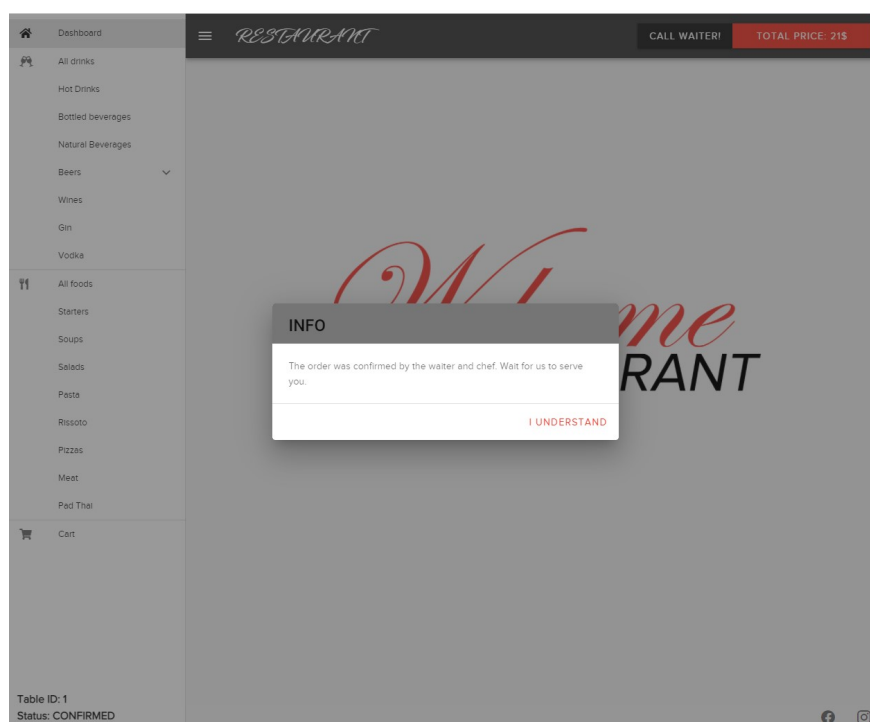 Dashboard
All drinks
Hot Drinks
Bottled beverages
Natural Beverages
Beers
Wines
Gin
Vodka
All foods
Starters
Soups
Salads
Pasta
Rissoto
Pizzas
Meat
Pad Thai
Cart
Table ID: 1
Status: CONFIRMED
RESTAURANT
CALL WAITER!
TOTAL PRICE: 21$
INFO
The order was confirmed by the waiter and chef. Wait for us to serve
you.
I UNDERSTAND